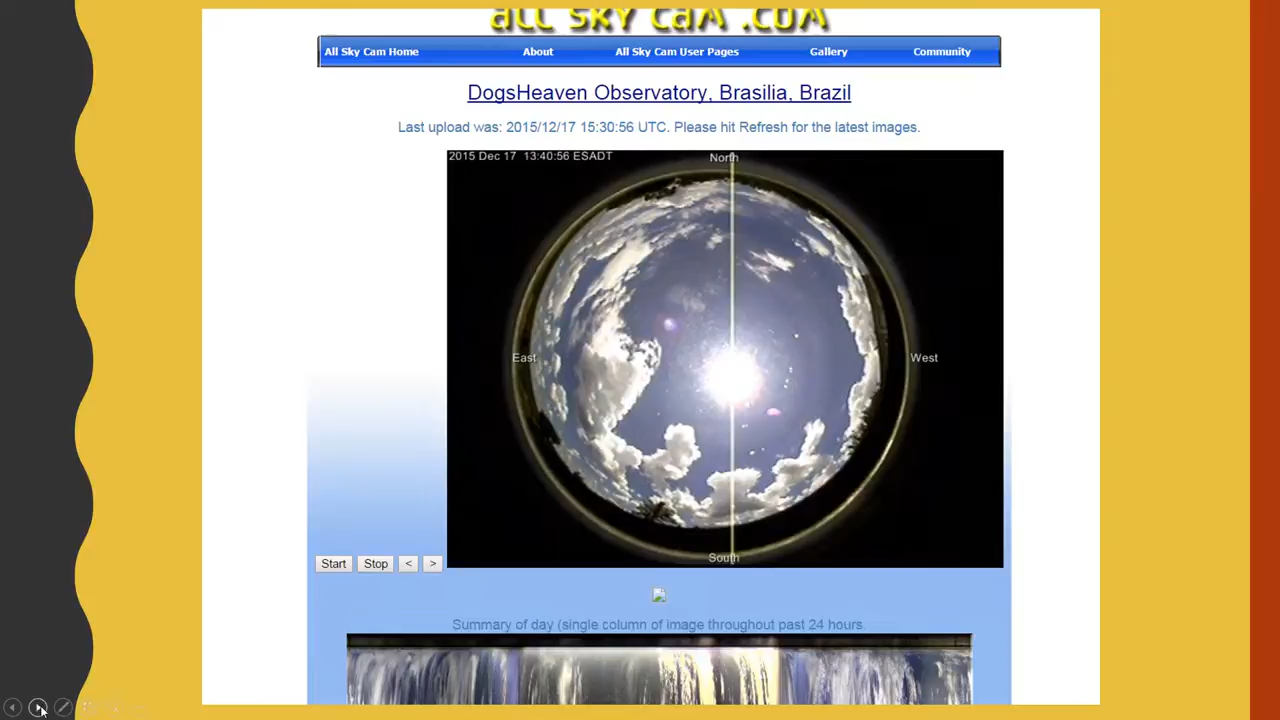 all sky cam .com
All Sky Cam Home About All Sky Cam User Pages Gallery Community
DogsHeaven Observatory, Brasilia, Brazil
Last upload was: 2015/12/17 15:30:56 UTC. Please hit Refresh for the latest images.
2015 Dec 17 13:40:56 ESADT
North
East
West
South
Start Stop < >
Summary of day (single column of image throughout past 24 hours.